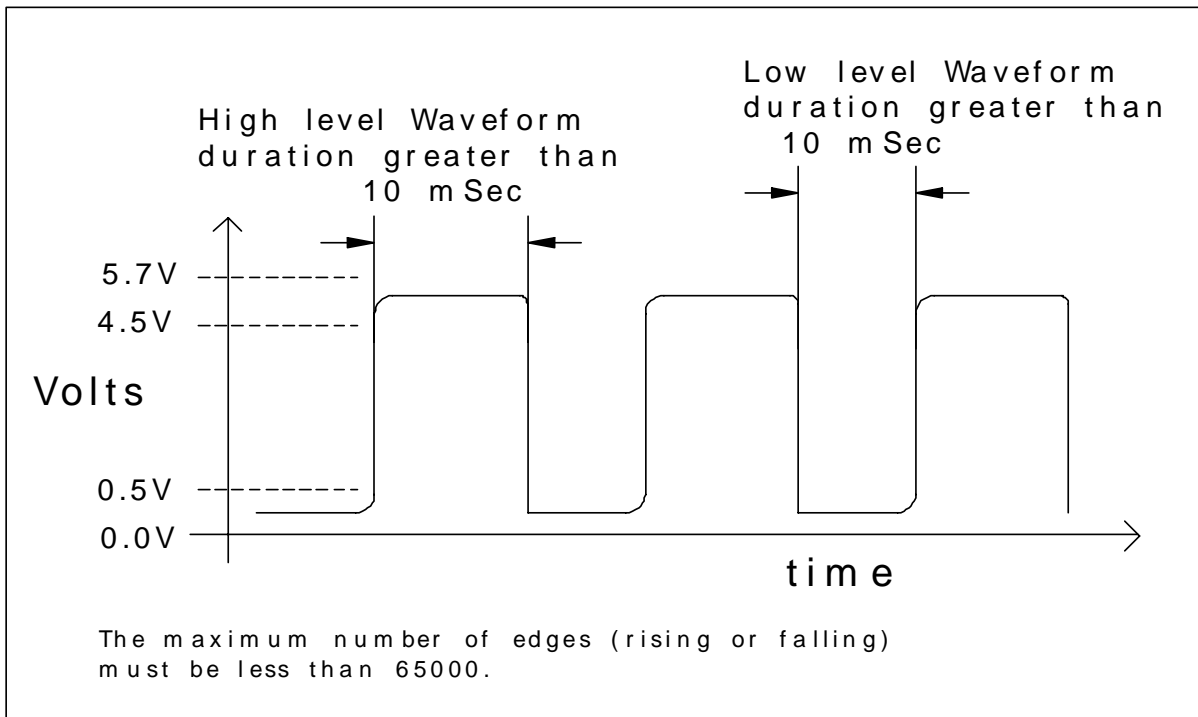 Low level Waveform
duration greater than
10 mSec
High level Waveform
duration greater than
10 mSec
5.7V
4.5V
Volts
0.5V
0.0V
time
The maximum number of edges (rising or falling)
must be less than 65000.